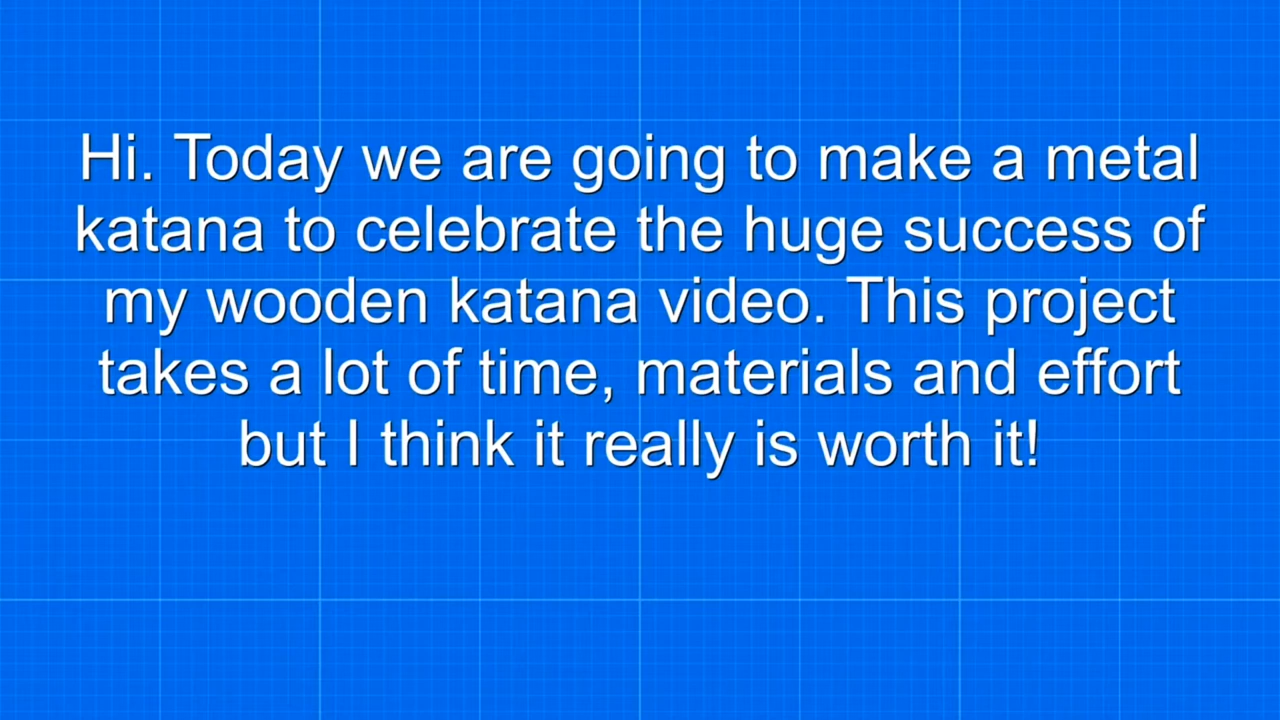 Hi. Today we are going to make a metal
katana to celebrate the huge success of
my wooden katana video. This project
takes a lot of time, materials and effort
but I think it really is worth it!